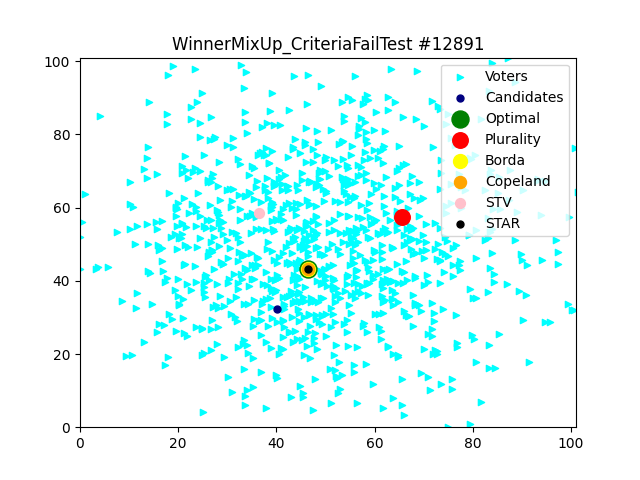 WinnerMixUp_CriteriaFailTest #12891
100
80
60
40
20
0
0 20 40 60 80 100
Voters
Candidates
Optimal
Plurality
Borda
Copeland
STV
STAR